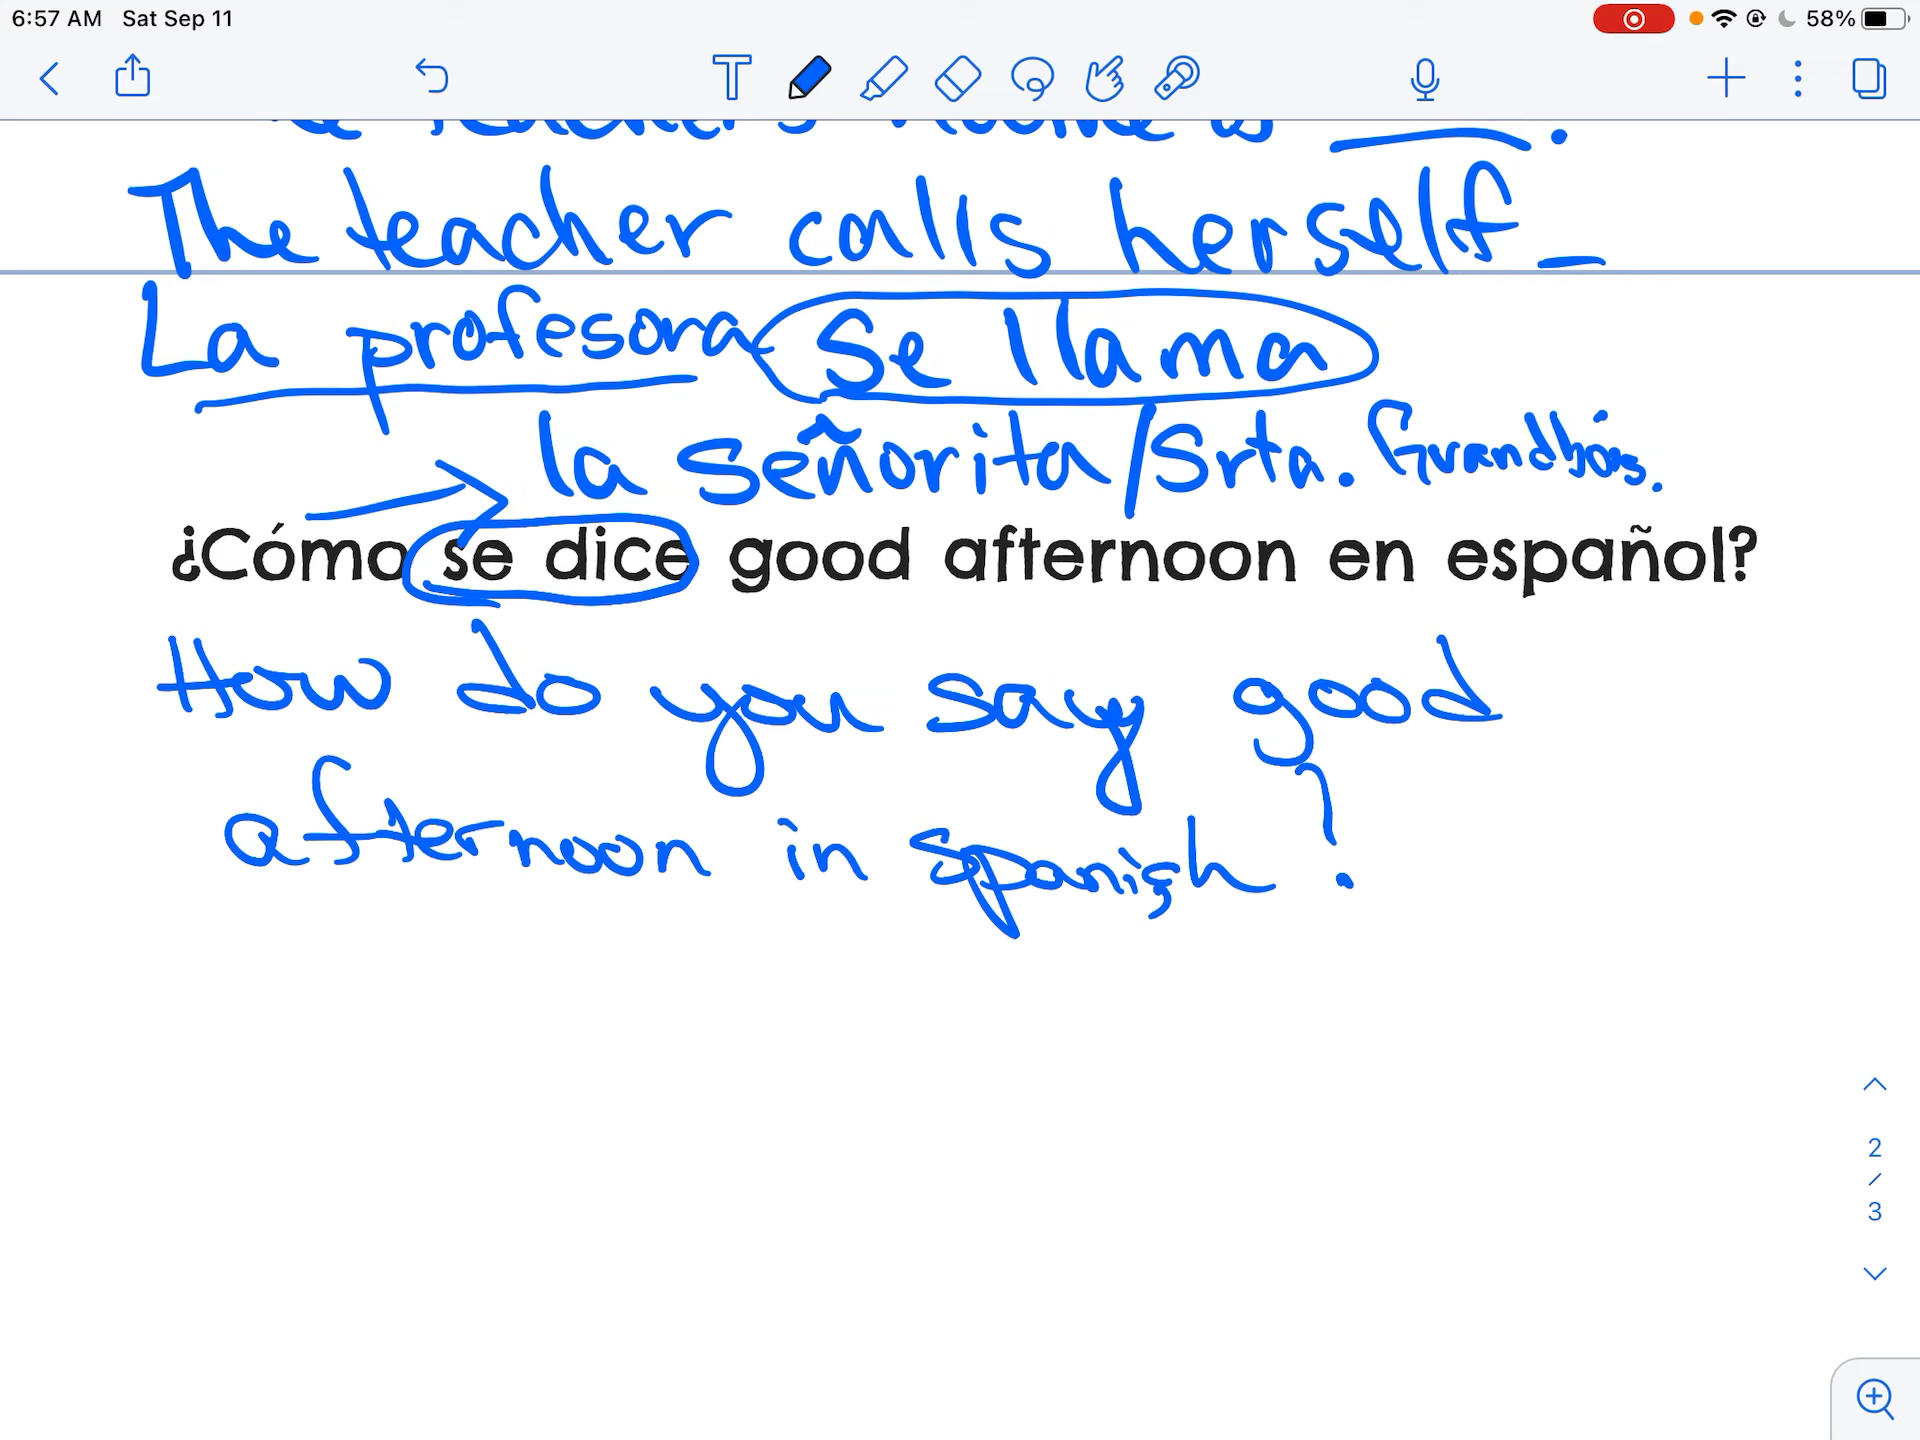 6:57 AM Sat Sep 11
58%
teacher's
The teacher calls herself _
La profesora se llama
la señorita/Srta.
¿Cómo se dice good afternoon en español?
How do you say good
afternoon in spanish?
2
/
3